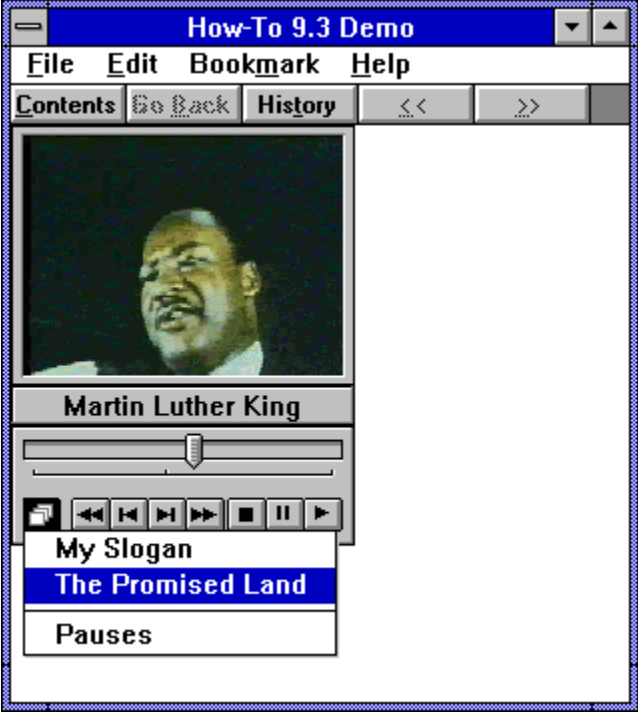 How-To 9.3 Demo
File Edit Bookmark Help
Contents Go Back History << >>
Martin Luther King
My Slogan
The Promised Land
Pauses